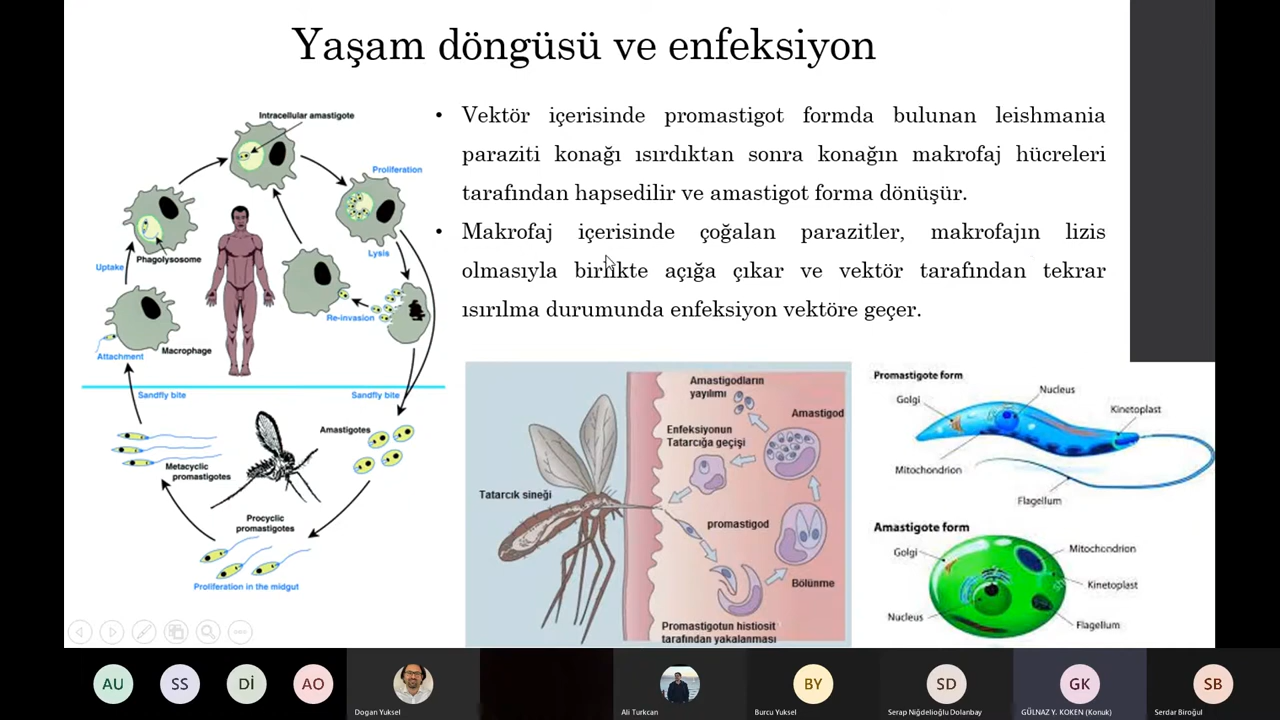 Yaşam döngüsü ve enfeksiyon
• Vektör içerisinde promastigot formda bulunan leishmania
paraziti konağı ısırdıktan sonra konağın makrofaj hücreleri
tarafından hapsedilir ve amastigot forma dönüşür.
• Makrofaj içerisinde çoğalan parazitler, makrofajın lizis
olmasıyla birlikte açığa çıkar ve vektör tarafından tekrar
ısırılma durumunda enfeksiyon vektöre geçer.
Intracellular amastigote
Proliferation
Lysis
Phagolysosome
Uptake
Re-invasion
Macrophage
Attachment
Sandfly bite
Sandfly bite
Amastigotes
Metacyclic
promastigotes
Procyclic
promastigotes
Proliferation in the midgut
Amastigodların
yayılımı
Amastigod
Enfeksiyonun
Tatarcığa geçişi
Tatarcık sineği
promastigod
Bölünme
Promastigotun histiosit
tarafından yakalanması
Promastigote form
Nucleus
Golgi
Kinetoplast
Mitochondrion
Flagellum
Amastigote form
Golgi
Mitochondrion
Kinetoplast
Nucleus
Flagellum
AU
SS
Dİ
AO
Dogan Yuksel
Ali Turkcan
BY
Burcu Yuksel
SD
Serap Niğdelioğlu Dolanbay
GK
GÜLNAZ Y. KOKEN (Konuk)
SB
Serdar Biroğul